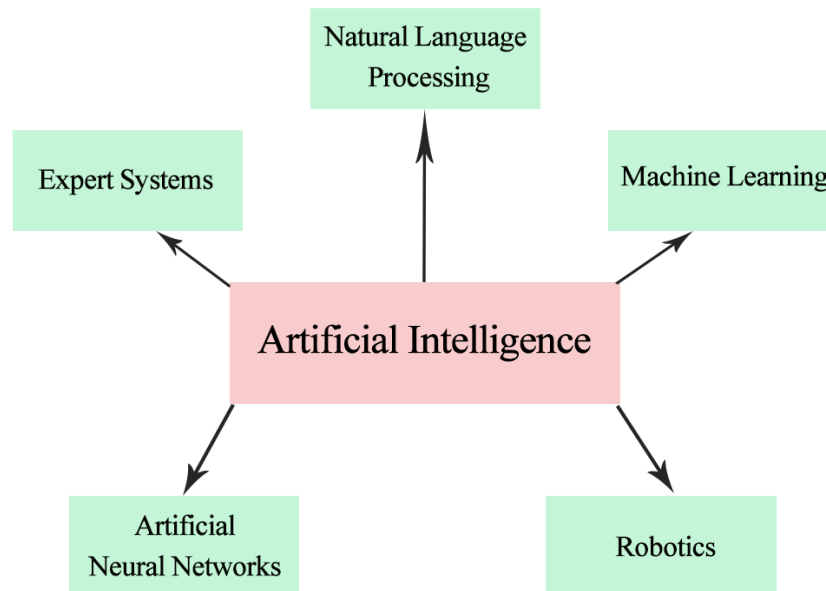 Natural Language
Processing
Expert Systems
Machine Learning
Artificial Intelligence
Artificial
Neural Networks
Robotics